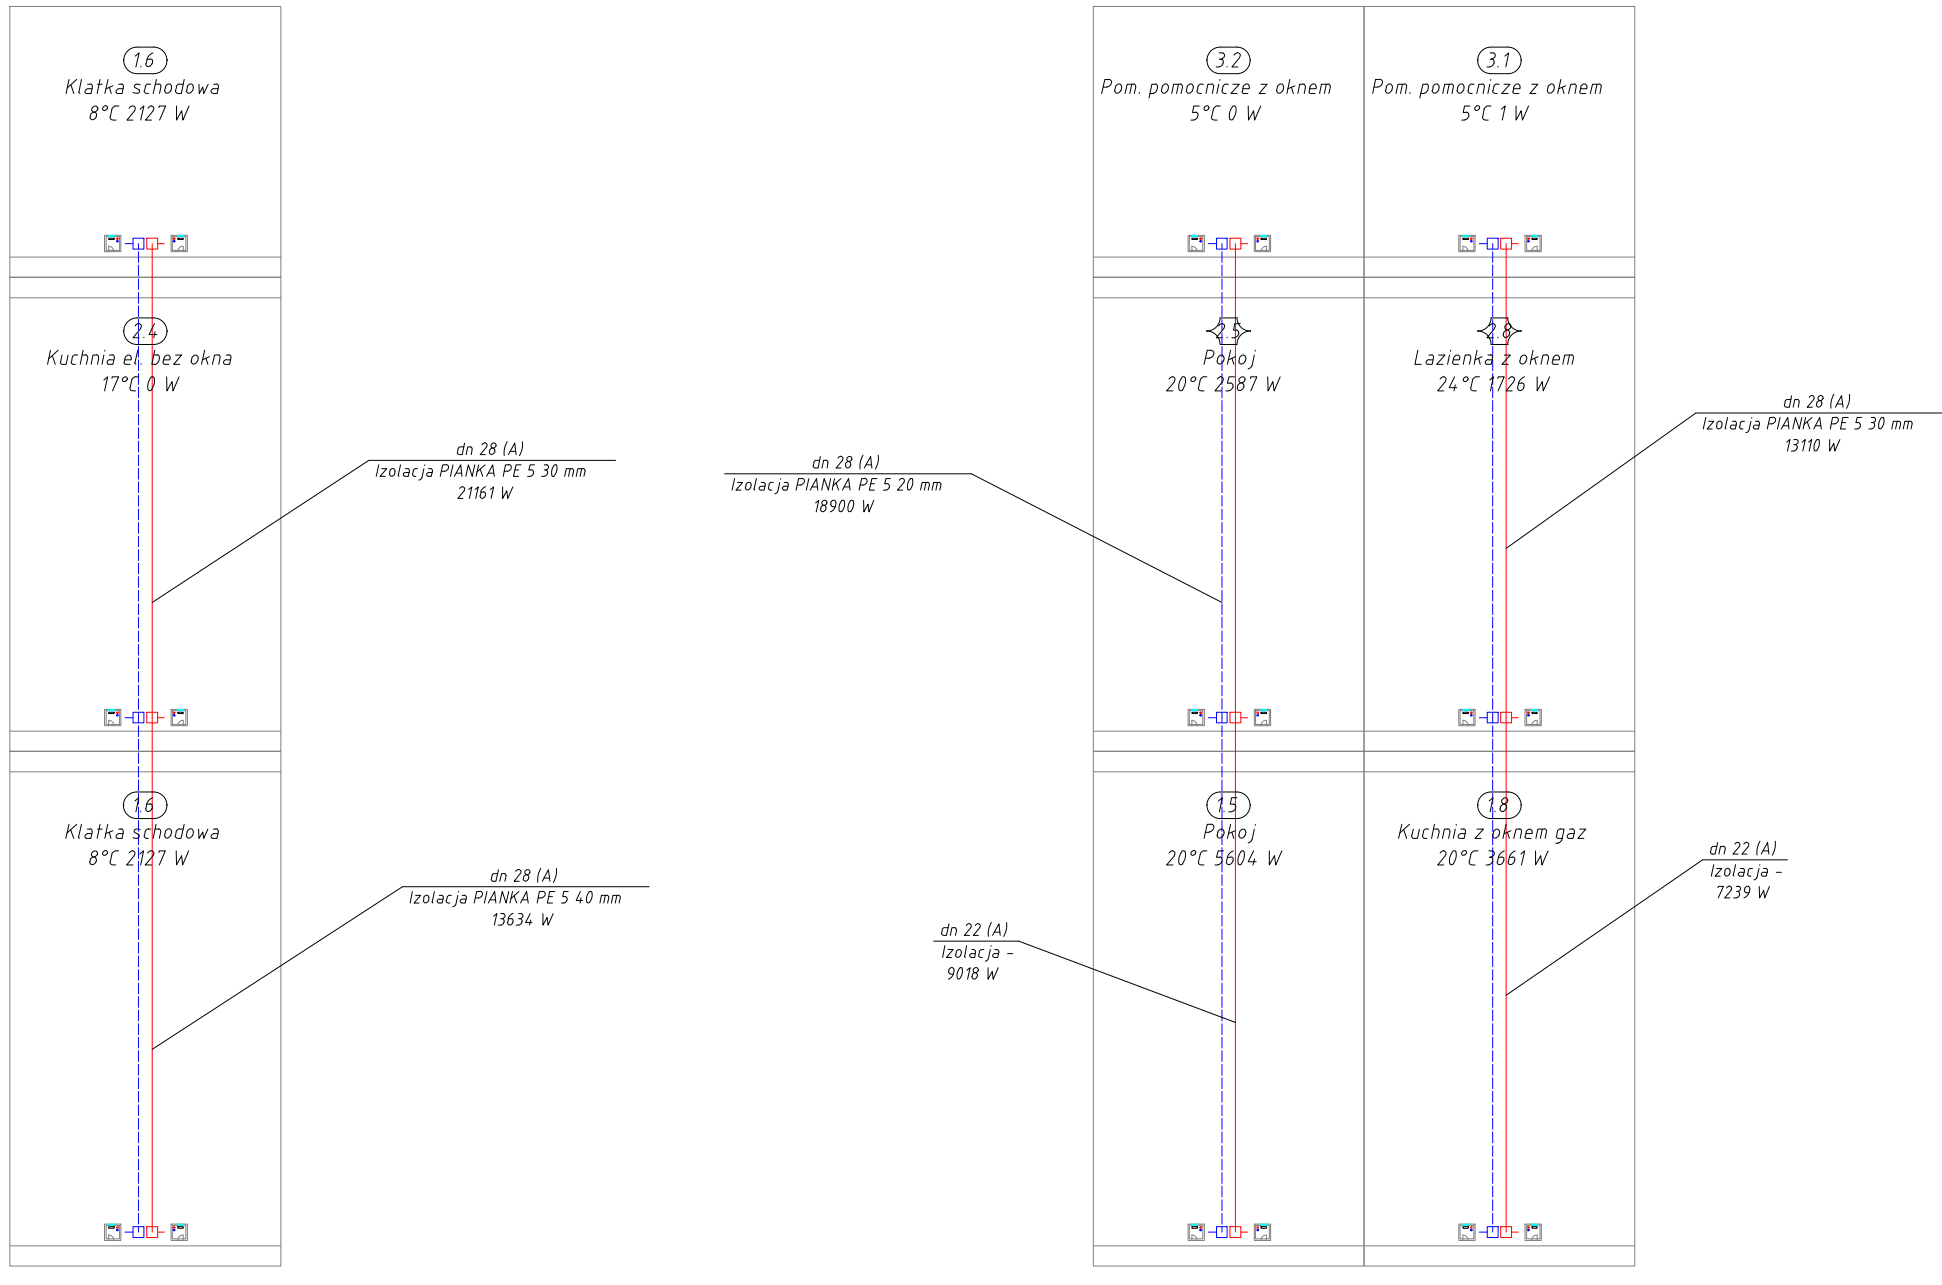 1.6
Klatka schodowa
8°C 2127 W
3.2
Pom. pomocnicze z oknem
5°C 0 W
3.1
Pom. pomocnicze z oknem
5°C 1 W
2.4
Kuchnia el. bez okna
17°C 0 W
2.5
Pokoj
20°C 2587 W
2.8
Lazienka z oknem
24°C 1726 W
dn 28 (A)
Izolacja PIANKA PE 5 30 mm
21161 W
dn 28 (A)
Izolacja PIANKA PE 5 20 mm
18900 W
dn 28 (A)
Izolacja PIANKA PE 5 30 mm
13110 W
1.6
Klatka schodowa
8°C 2127 W
1.5
Pokoj
20°C 5604 W
1.8
Kuchnia z oknem gaz
20°C 3661 W
dn 28 (A)
Izolacja PIANKA PE 5 40 mm
13634 W
dn 22 (A)
Izolacja -
9018 W
dn 22 (A)
Izolacja -
7239 W